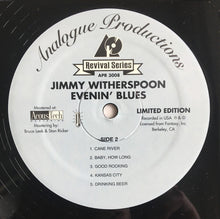 Analogue Productions
Revival Series
APR 3008
JIMMY WITHERSPOON
EVENIN' BLUES
Mastered at
AcousTech
Mastering by:
Bruce Leek & Stan Ricker
LIMITED EDITION
Recorded in USA ℗ & ©
Licensed from Fantasy, Inc.
Berkeley, CA
SIDE 2
1. CANE RIVER
2. BABY, HOW LONG
3. GOOD ROCKING
4. KANSAS CITY
5. DRINKING BEER